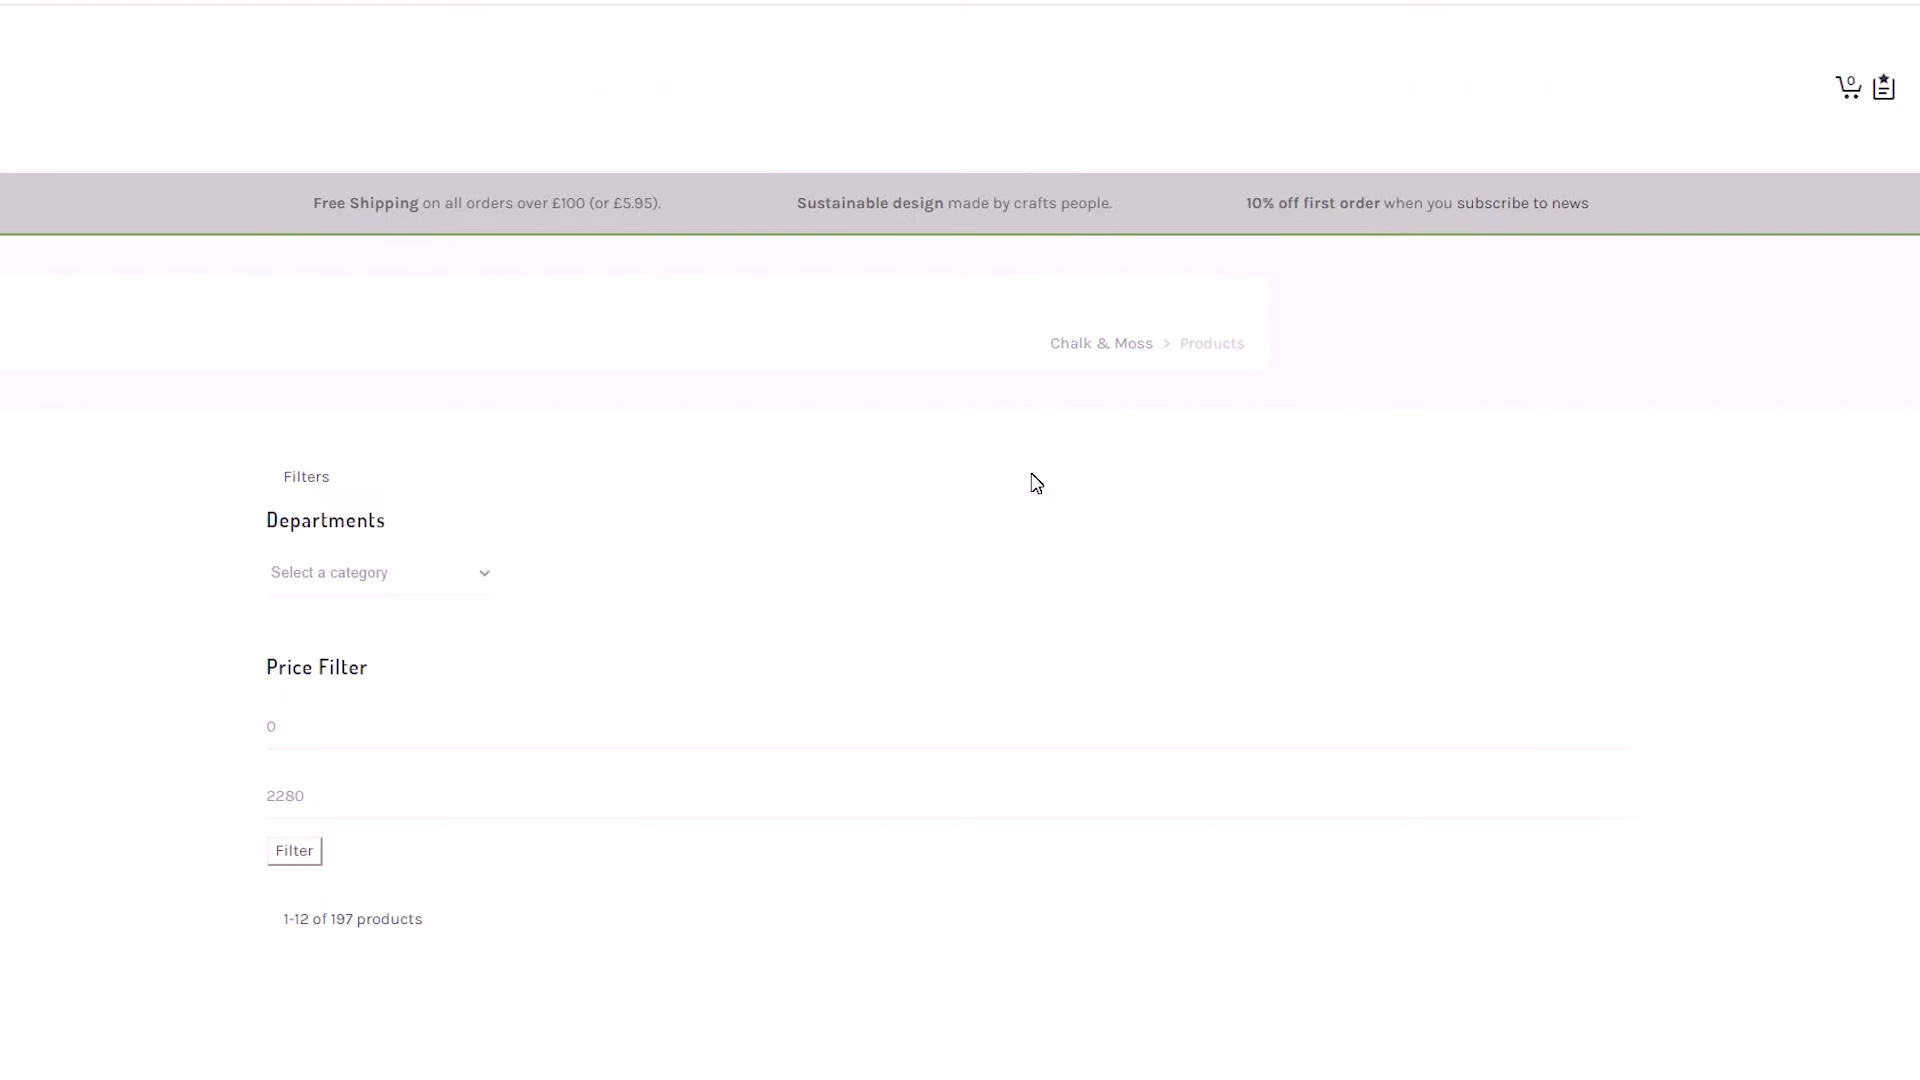 0
Free Shipping on all orders over £100 (or £5.95).
Sustainable design made by crafts people.
10% off first order when you subscribe to news
Chalk & Moss > Products
Filters
Departments
Select a category
Price Filter
0
2280
Filter
1-12 of 197 products